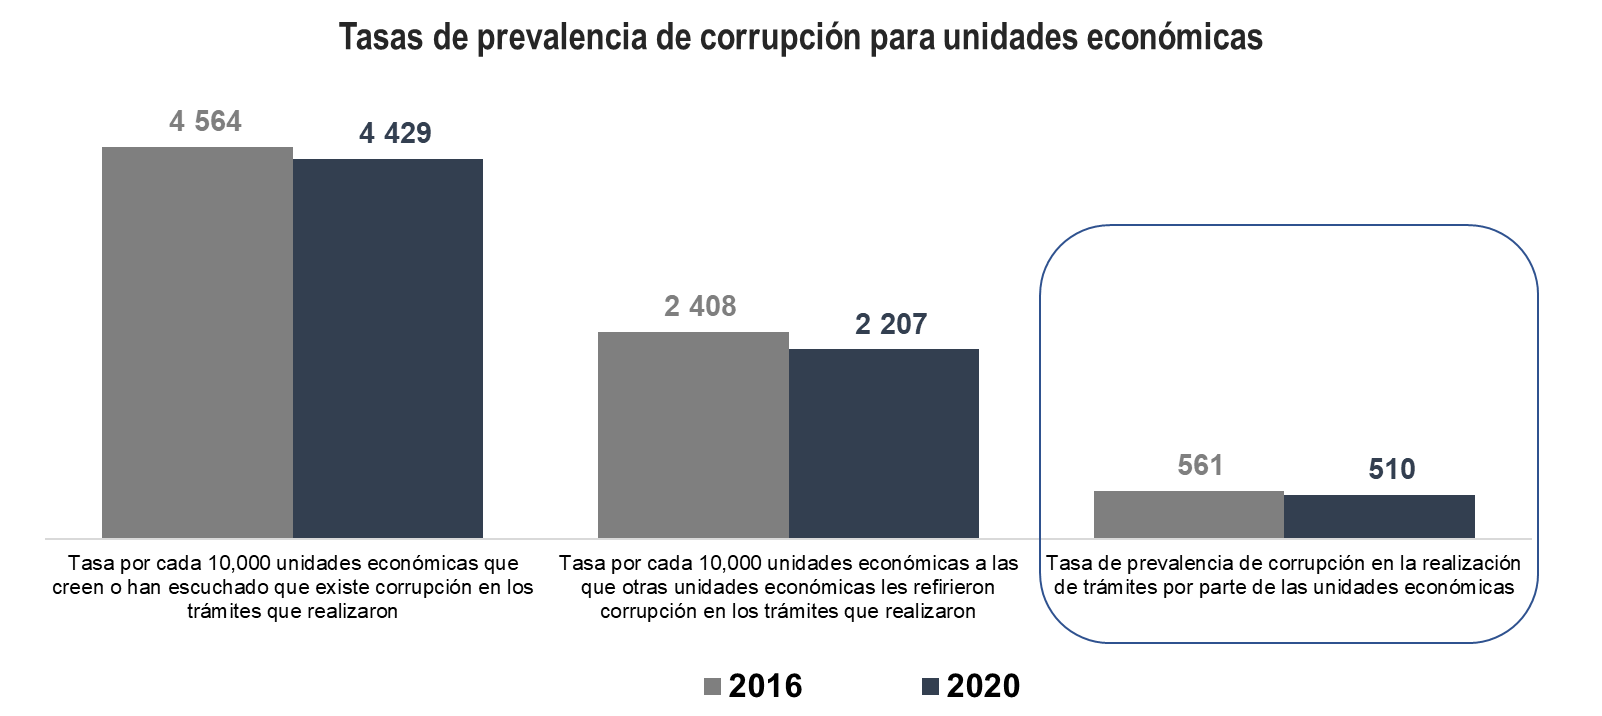 Tasas de prevalencia de corrupción para unidades económicas
4 564
4 429
2 408
2 207
561
510
Tasa por cada 10,000 unidades económicas que
creen o han escuchado que existe corrupción en los
trámites que realizaron
Tasa por cada 10,000 unidades económicas a las
que otras unidades económicas les refirieron
corrupción en los trámites que realizaron
Tasa de prevalencia de corrupción en la realización
de trámites por parte de las unidades económicas
2016
2020